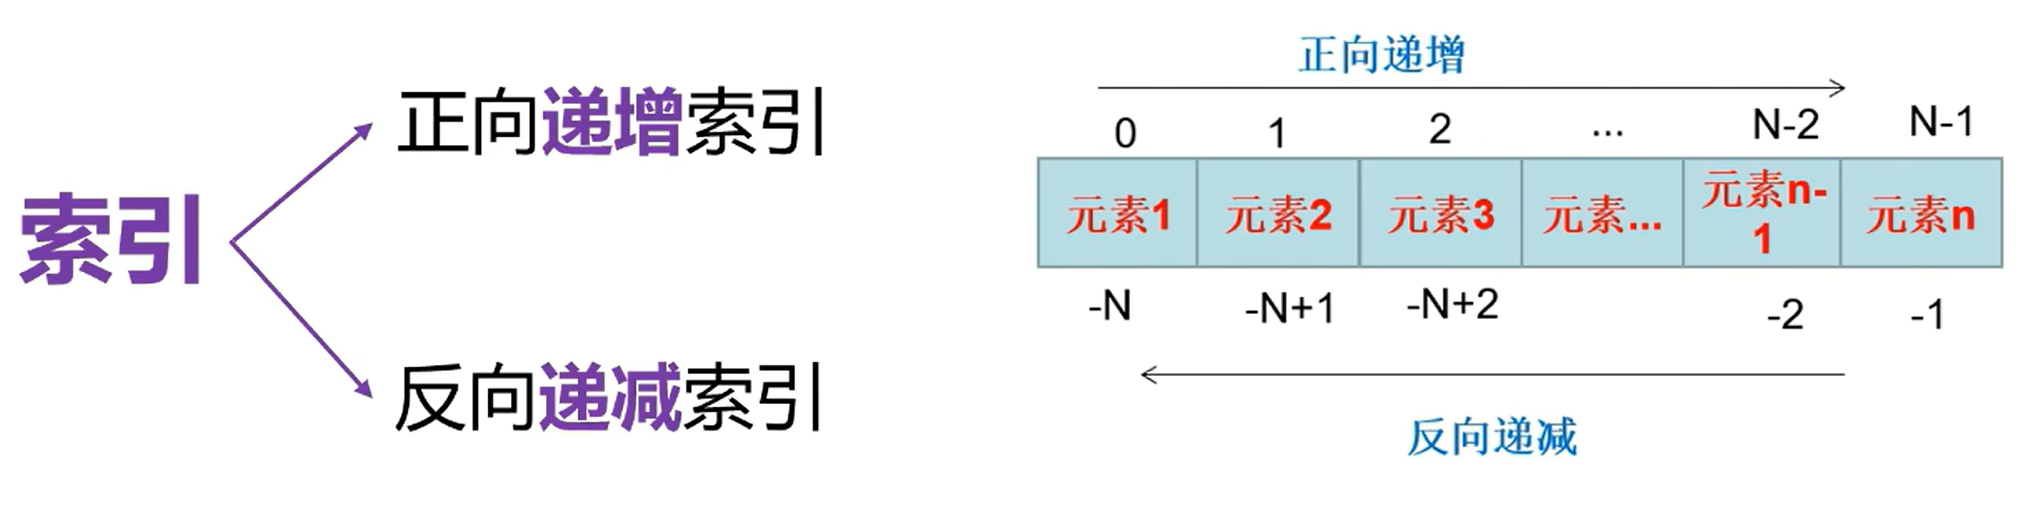 索引
正向递增索引
反向递减索引
正向递增
0 1 2 ... N-2 N-1
元素1 元素2 元素3 元素... 元素n-1 元素n
-N -N+1 -N+2 -2 -1
反向递减